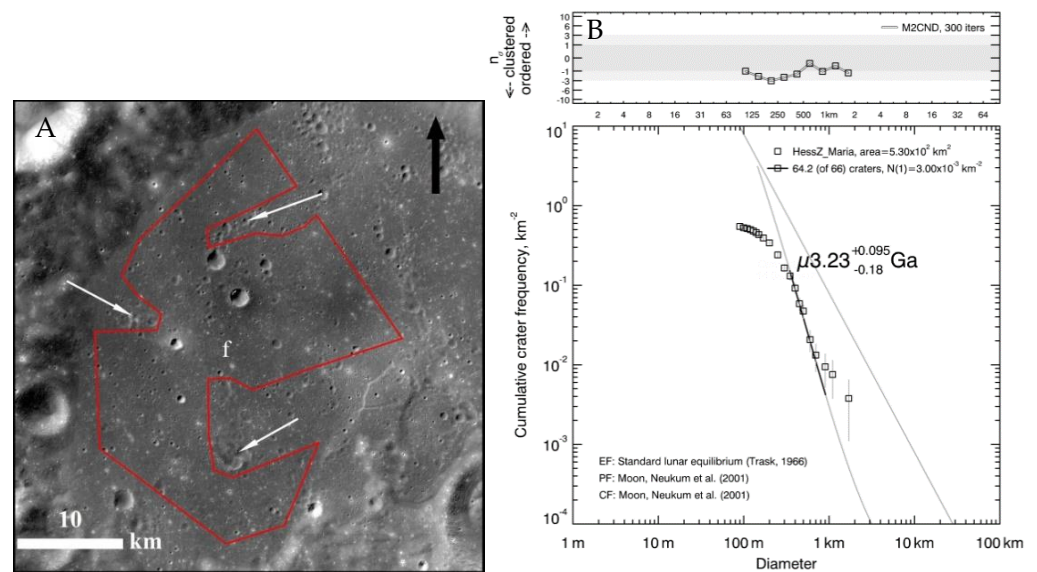 A
f
10
km
B
nσ
<-- clustered
ordered -->
10
6
3
1
0
-1
-3
-6
-10
M2CND, 300 iters
2 4 8 16 31 63 125 250 500 1km 2 4 8 16 32 64
10¹
10⁰
10⁻¹
10⁻²
10⁻³
10⁻⁴
Cumulative crater frequency, km⁻²
HessZ_Maria, area=5.30x10² km²
64.2 (of 66) craters, N(1)=3.00x10⁻³ km⁻²
μ3.23 +0.095 -0.18 Ga
EF: Standard lunar equilibrium (Trask, 1966)
PF: Moon, Neukum et al. (2001)
CF: Moon, Neukum et al. (2001)
1 m 10 m 100 m 1 km 10 km 100 km
Diameter